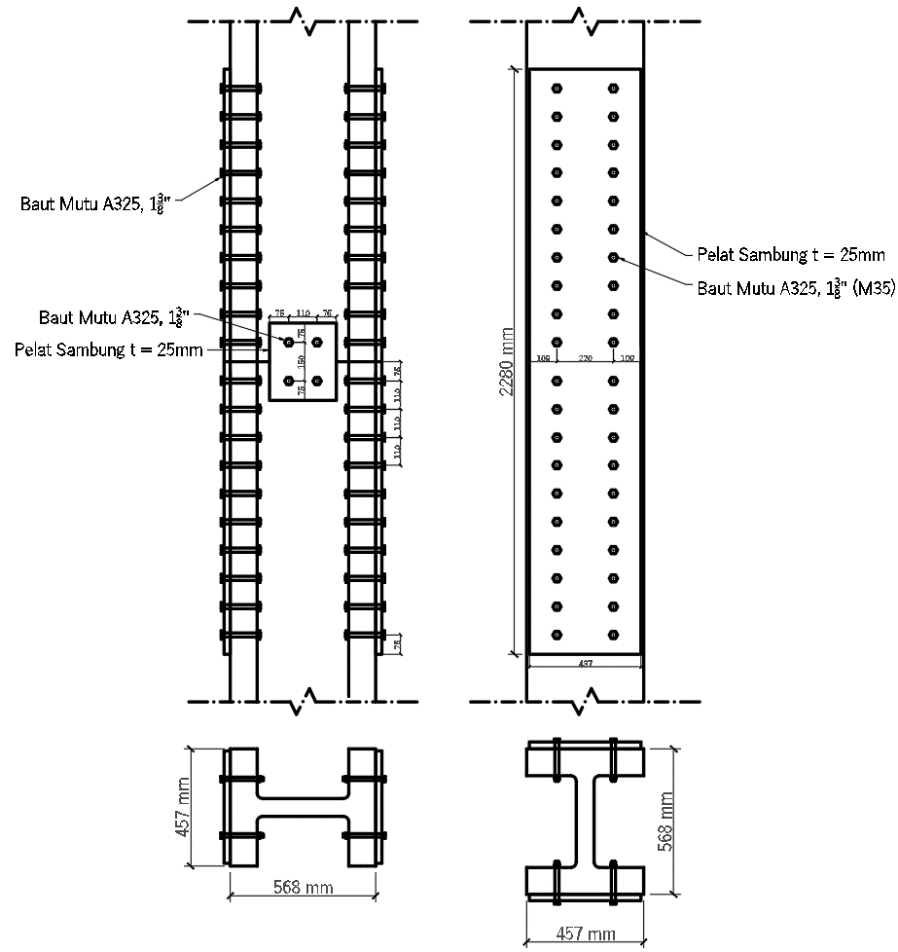 Baut Mutu A325, 1⅜"
Baut Mutu A325, 1⅜"
Pelat Sambung t = 25mm
75
110
75
75
150
75
75
110
110
110
75
2280 mm
220
Pelat Sambung t = 25mm
Baut Mutu A325, 1⅜" (M35)
437
457 mm
568 mm
568 mm
457 mm